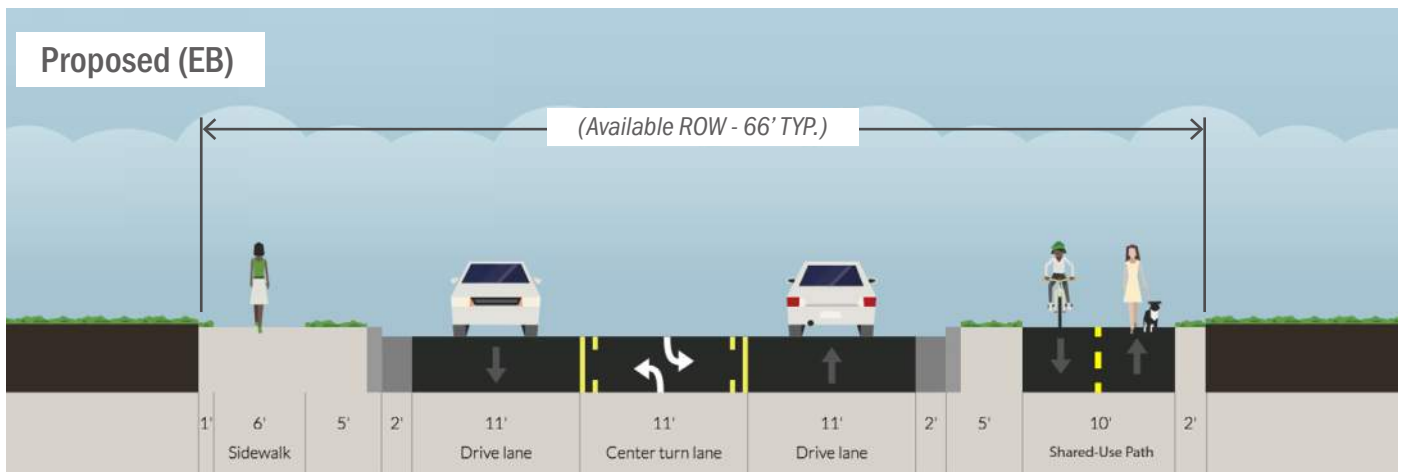 Proposed (EB)
(Available ROW - 66' TYP.)
1' 6' 5' 2' 11' 11' 11' 2' 5' 10' 2'
Sidewalk Drive lane Center turn lane Drive lane Shared-Use Path